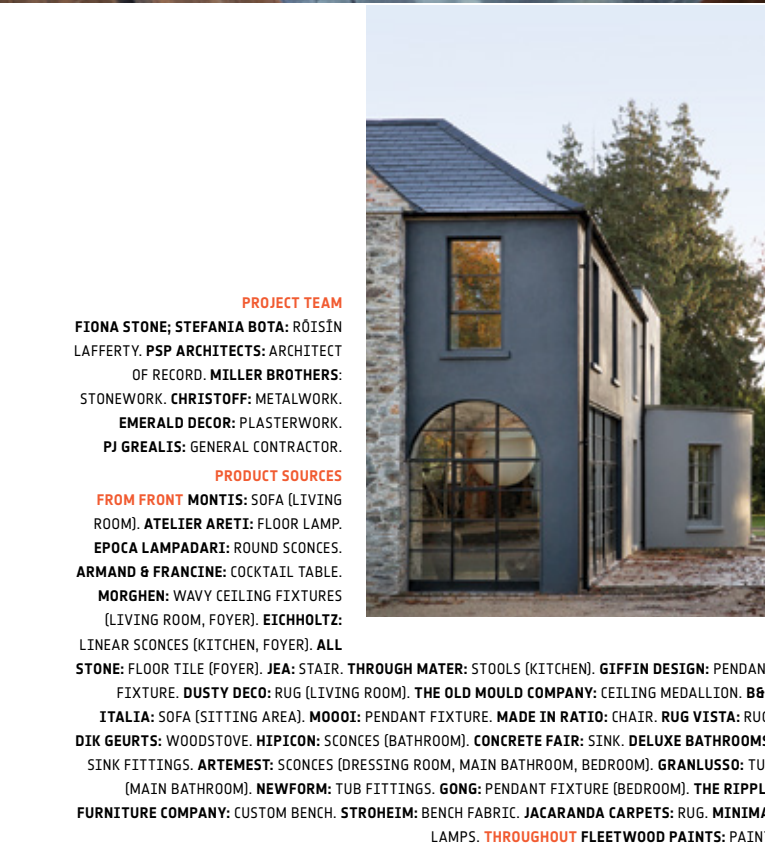 PROJECT TEAM
FIONA STONE; STEFANIA BOTA: RÕISÍN
LAFFERTY. PSP ARCHITECTS: ARCHITECT
OF RECORD. MILLER BROTHERS:
STONEWORK. CHRISTOFF: METALWORK.
EMERALD DECOR: PLASTERWORK.
PJ GREALIS: GENERAL CONTRACTOR.
PRODUCT SOURCES
FROM FRONT MONTIS: SOFA (LIVING
ROOM). ATELIER ARETI: FLOOR LAMP.
EPOCA LAMPADARI: ROUND SCONCES.
ARMAND & FRANCINE: COCKTAIL TABLE.
MORGHEN: WAVY CEILING FIXTURES
(LIVING ROOM, FOYER). EICHHOLTZ:
LINEAR SCONCES (KITCHEN, FOYER). ALL
STONE: FLOOR TILE (FOYER). JEA: STAIR. THROUGH MATER: STOOLS (KITCHEN). GIFFIN DESIGN: PENDAN
FIXTURE. DUSTY DECO: RUG (LIVING ROOM). THE OLD MOULD COMPANY: CEILING MEDALLION. B&
ITALIA: SOFA (SITTING AREA). MOOOI: PENDANT FIXTURE. MADE IN RATIO: CHAIR. RUG VISTA: RUG
DIK GEURTS: WOODSTOVE. HIPICON: SCONCES (BATHROOM). CONCRETE FAIR: SINK. DELUXE BATHROOMS
SINK FITTINGS. ARTEMEST: SCONCES (DRESSING ROOM, MAIN BATHROOM, BEDROOM). GRANLUSSO: TU
(MAIN BATHROOM). NEWFORM: TUB FITTINGS. GONG: PENDANT FIXTURE (BEDROOM). THE RIPPL
FURNITURE COMPANY: CUSTOM BENCH. STROHEIM: BENCH FABRIC. JACARANDA CARPETS: RUG. MINIMA
LAMPS. THROUGHOUT FLEETWOOD PAINTS: PAIN